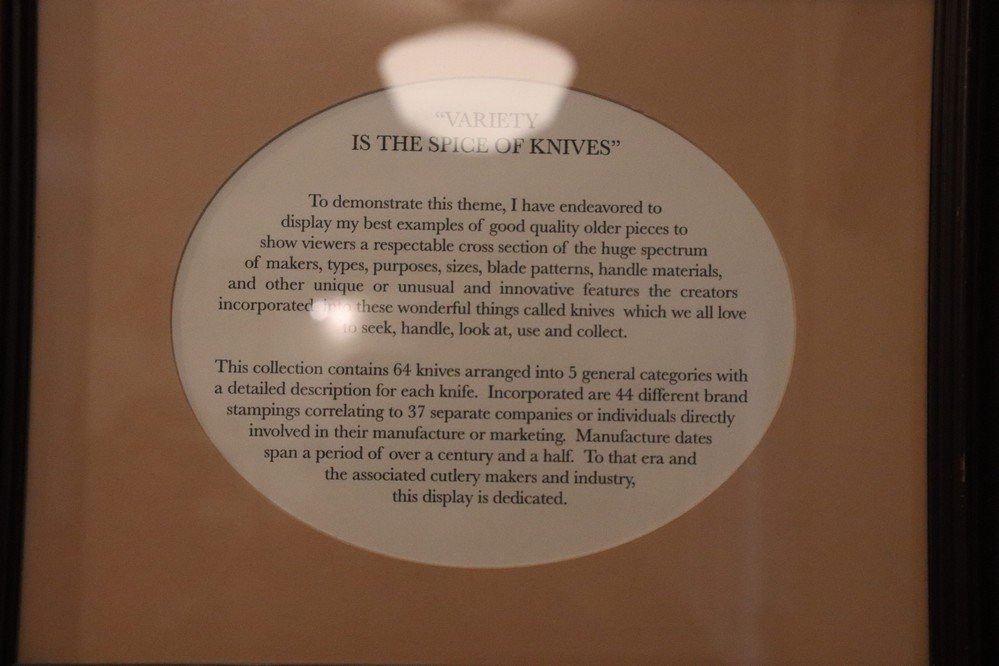 "VARIETY
IS THE SPICE OF KNIVES"
To demonstrate this theme, I have endeavored to
display my best examples of good quality older pieces to
show viewers a respectable cross section of the huge spectrum
of makers, types, purposes, sizes, blade patterns, handle materials,
and other unique or unusual and innovative features the creators
incorporated into these wonderful things called knives which we all love
to seek, handle, look at, use and collect.
This collection contains 64 knives arranged into 5 general categories with
a detailed description for each knife. Incorporated are 44 different brand
stampings correlating to 37 separate companies or individuals directly
involved in their manufacture or marketing. Manufacture dates
span a period of over a century and a half. To that era and
the associated cutlery makers and industry,
this display is dedicated.